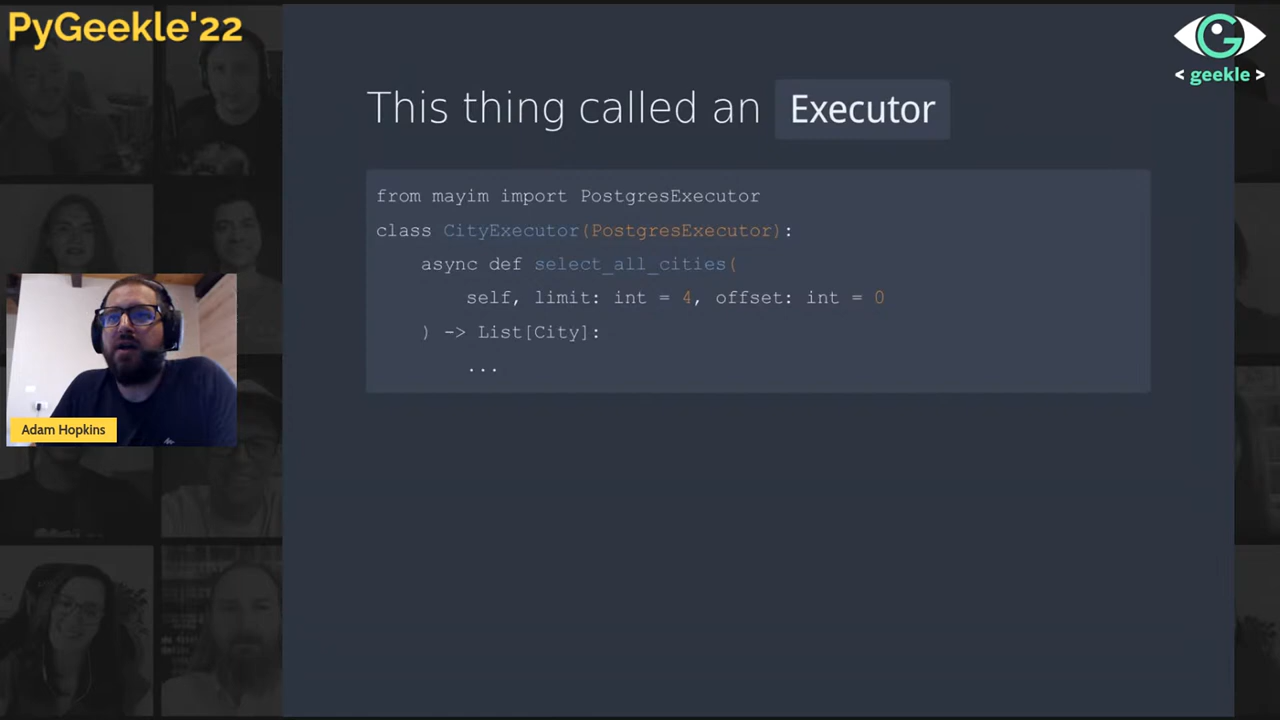 PyGeekle'22
< geekle >
This thing called an Executor
from mayim import PostgresExecutor
class CityExecutor(PostgresExecutor):
    async def select_all_cities(
        self, limit: int = 4, offset: int = 0
    ) -> List[City]:
        ...
Adam Hopkins